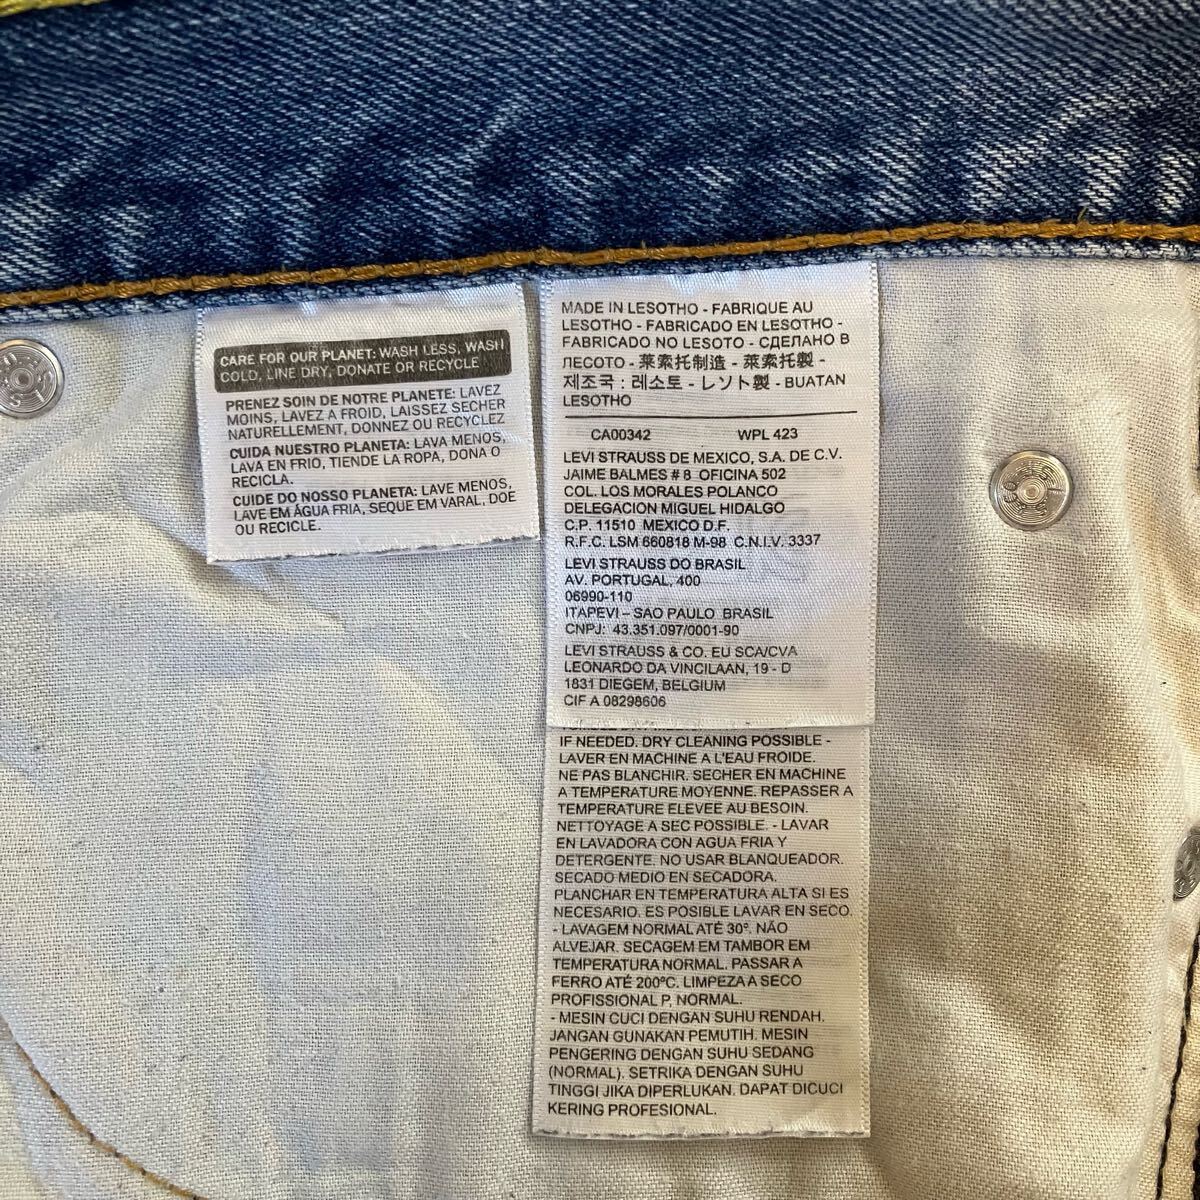 CARE FOR OUR PLANET: WASH LESS, WASH
COLD, LINE DRY, DONATE OR RECYCLE
PRENEZ SOIN DE NOTRE PLANETE: LAVEZ
MOINS, LAVEZ A FROID, LAISSEZ SECHER
NATURELLEMENT, DONNEZ OU RECYCLEZ
CUIDA NUESTRO PLANETA: LAVA MENOS,
LAVA EN FRIO, TIENDE LA ROPA, DONA O
RECICLA.
CUIDE DO NOSSO PLANETA: LAVE MENOS,
LAVE EM ÁGUA FRIA, SEQUE EM VARAL, DOE
OU RECICLE.
MADE IN LESOTHO - FABRIQUE AU
LESOTHO - FABRICADO EN LESOTHO -
FABRICADO NO LESOTO - СДЕЛАНО В
ЛЕСОТО - 莱索托制造 - 萊索托製 -
제조국 : 레소토 - レソト製 - BUATAN
LESOTHO
CA00342 WPL 423
LEVI STRAUSS DE MEXICO, S.A. DE C.V.
JAIME BALMES # 8 OFICINA 502
COL. LOS MORALES POLANCO
DELEGACION MIGUEL HIDALGO
C.P. 11510 MEXICO D.F.
R.F.C. LSM 660818 M-98 C.N.I.V. 3337
LEVI STRAUSS DO BRASIL
AV. PORTUGAL, 400
06990-110
ITAPEVI – SAO PAULO BRASIL
CNPJ: 43.351.097/0001-90
LEVI STRAUSS & CO. EU SCA/CVA
LEONARDO DA VINCILAAN, 19 - D
1831 DIEGEM, BELGIUM
CIF A 08298606
IF NEEDED. DRY CLEANING POSSIBLE -
LAVER EN MACHINE A L'EAU FROIDE.
NE PAS BLANCHIR. SECHER EN MACHINE
A TEMPERATURE MOYENNE. REPASSER A
TEMPERATURE ELEVEE AU BESOIN.
NETTOYAGE A SEC POSSIBLE. - LAVAR
EN LAVADORA CON AGUA FRIA Y
DETERGENTE. NO USAR BLANQUEADOR.
SECADO MEDIO EN SECADORA.
PLANCHAR EN TEMPERATURA ALTA SI ES
NECESARIO. ES POSIBLE LAVAR EN SECO.
- LAVAGEM NORMAL ATÉ 30°. NÃO
ALVEJAR. SECAGEM EM TAMBOR EM
TEMPERATURA NORMAL. PASSAR A
FERRO ATÉ 200ºC. LIMPEZA A SECO
PROFISSIONAL P, NORMAL.
- MESIN CUCI DENGAN SUHU RENDAH.
JANGAN GUNAKAN PEMUTIH. MESIN
PENGERING DENGAN SUHU SEDANG
(NORMAL). SETRIKA DENGAN SUHU
TINGGI JIKA DIPERLUKAN. DAPAT DICUCI
KERING PROFESIONAL.